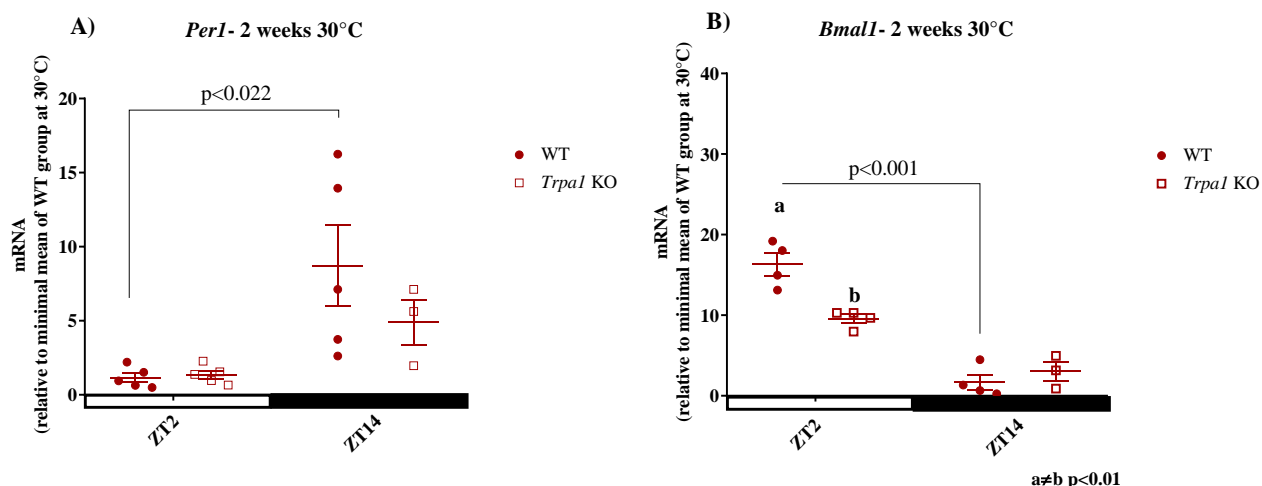 A)
Per1- 2 weeks 30°C
mRNA
(relative to minimal mean of WT group at 30°C)
20
15
10
5
0
p<0.022
WT
Trpa1 KO
ZT2
ZT14
B)
Bmal1- 2 weeks 30°C
mRNA
(relative to minimal mean of WT group at 30°C)
40
30
20
10
0
p<0.001
a
b
WT
Trpa1 KO
ZT2
ZT14
a≠b p<0.01